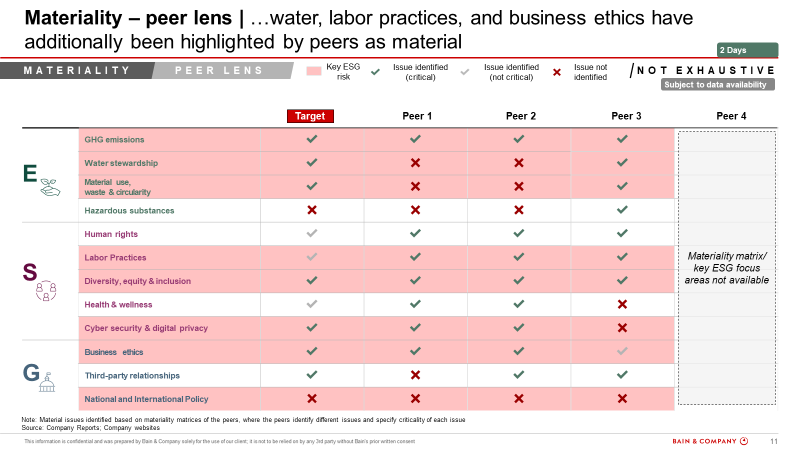 Materiality – peer lens | …water, labor practices, and business ethics have
additionally been highlighted by peers as material
2 Days
MATERIALITY
PEER LENS
Key ESG
risk
Issue identified
(critical)
Issue identified
(not critical)
Issue not
identified
NOT EXHAUSTIVE
Subject to data availability
Target
Peer 1
Peer 2
Peer 3
Peer 4
E
GHG emissions
Water stewardship
Material use,
waste & circularity
Hazardous substances
S
Human rights
Labor Practices
Diversity, equity & inclusion
Health & wellness
Cyber security & digital privacy
G
Business ethics
Third-party relationships
National and International Policy
Materiality matrix/
key ESG focus
areas not available
Note: Material issues identified based on materiality matrices of the peers, where the peers identify different issues and specify criticality of each issue
Source: Company Reports; Company websites
This information is confidential and was prepared by Bain & Company solely for the use of our client; it is not to be relied on by any 3rd party without Bain's prior written consent
BAIN & COMPANY
11